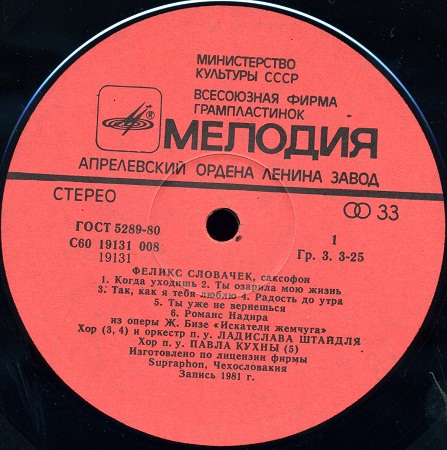 МИНИСТЕРСТВО
КУЛЬТУРЫ СССР
ВСЕСОЮЗНАЯ ФИРМА
ГРАМПЛАСТИНОК
®
МЕЛОДИЯ
АПРЕЛЕВСКИЙ ОРДЕНА ЛЕНИНА ЗАВОД
СТЕРЕО
33
ГОСТ 5289-80
1
С60 19131 008
Гр. 3. 3-25
19131
ФЕЛИКС СЛОВАЧЕК, саксофон
1. Когда уходишь 2. Ты озарила мою жизнь
3. Так, как я тебя люблю 4. Радость до утра
5. Ты уже не вернешься
6. Романс Надира
из оперы Ж. Бизе «Искатели жемчуга»
Хор (3, 4) и оркестр п. у. ЛАДИСЛАВА ШТАЙДЛЯ
Хор п. у. ПАВЛА КУХНЫ (5)
Изготовлено по лицензии фирмы
Supraphon, Чехословакия
Запись 1981 г.